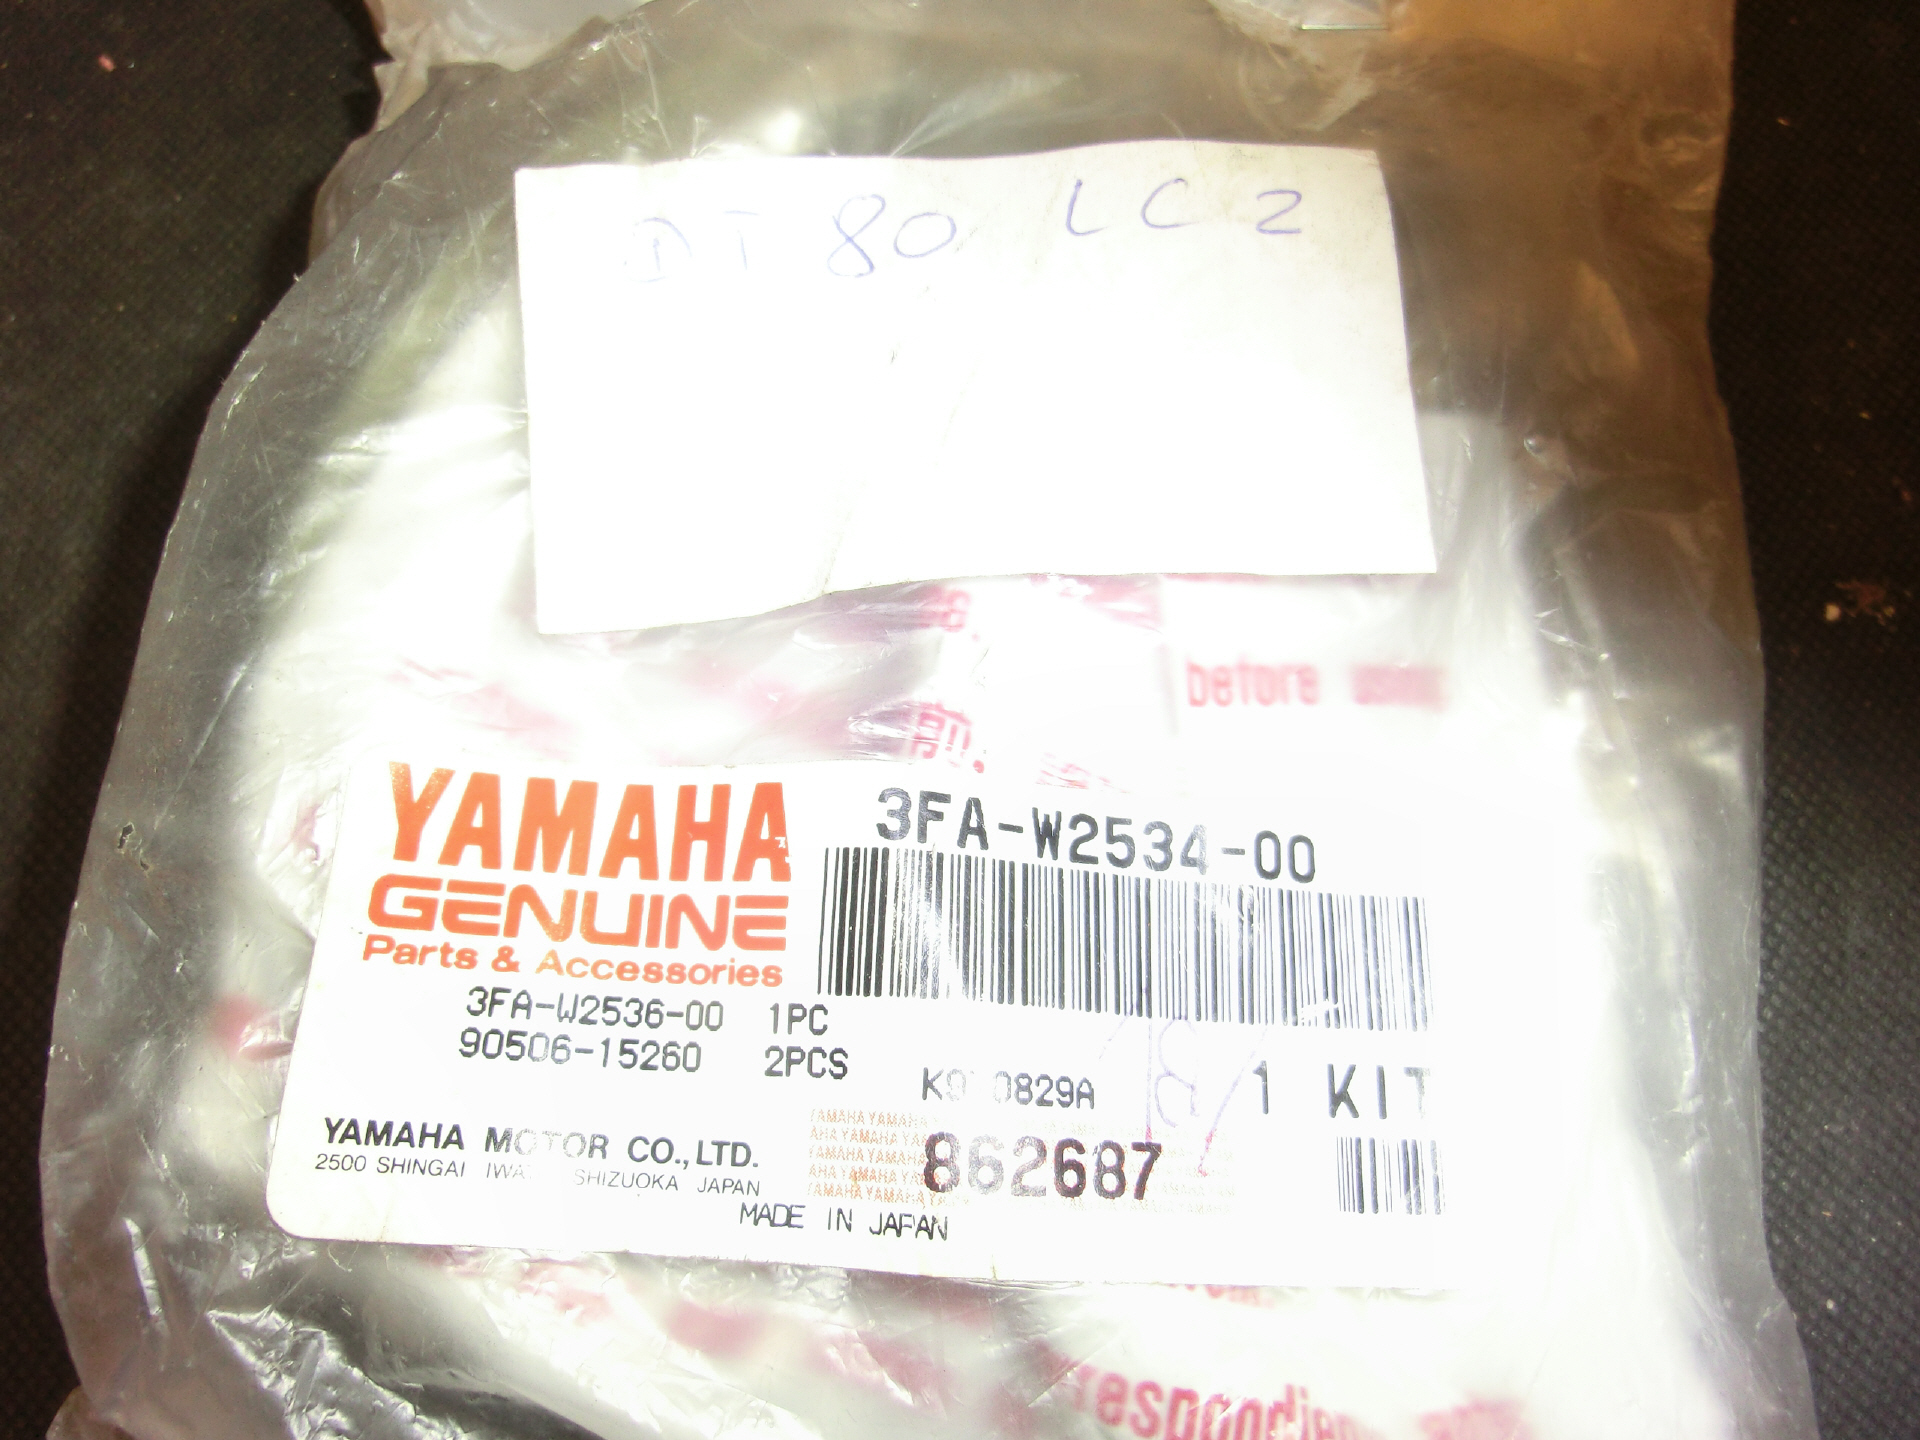 DT 80 LC 2
before using
YAMAHA
GENUINE
Parts & Accessories
3FA-W2534-00
3FA-W2536-00 1PC
90506-15260 2PCS
1 KIT
YAMAHA MOTOR CO., LTD.
2500 SHINGAI SHIZUOKA JAPAN
862687
MADE IN JAPAN